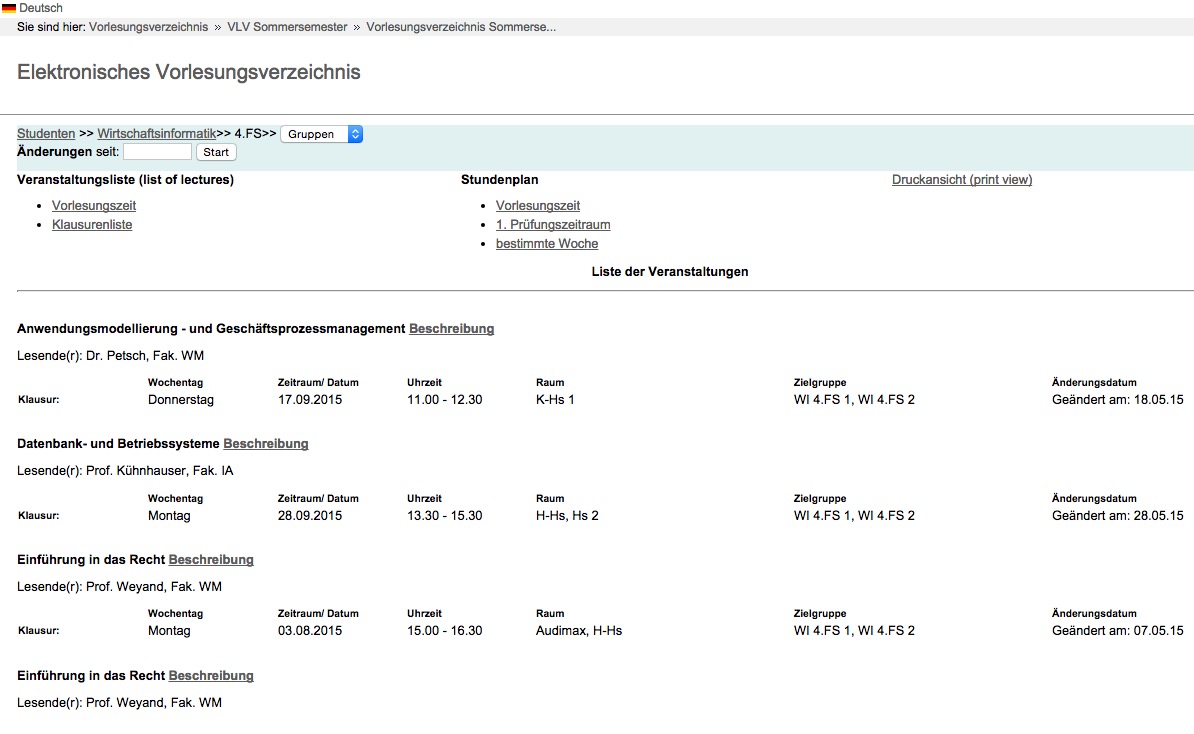 Deutsch
Sie sind hier: Vorlesungsverzeichnis » VLV Sommersemester » Vorlesungsverzeichnis Sommerse...
Elektronisches Vorlesungsverzeichnis
Studenten >> Wirtschaftsinformatik>> 4.FS>> Gruppen
Änderungen seit: Start
Veranstaltungsliste (list of lectures) Stundenplan Druckansicht (print view)
• Vorlesungszeit • Vorlesungszeit
• Klausurenliste • 1. Prüfungszeitraum
• bestimmte Woche
Liste der Veranstaltungen
Anwendungsmodellierung - und Geschäftsprozessmanagement Beschreibung
Lesende(r): Dr. Petsch, Fak. WM
Wochentag Zeitraum/ Datum Uhrzeit Raum Zielgruppe Änderungsdatum
Klausur: Donnerstag 17.09.2015 11.00 - 12.30 K-Hs 1 WI 4.FS 1, WI 4.FS 2 Geändert am: 18.05.15
Datenbank- und Betriebssysteme Beschreibung
Lesende(r): Prof. Kühnhauser, Fak. IA
Wochentag Zeitraum/ Datum Uhrzeit Raum Zielgruppe Änderungsdatum
Klausur: Montag 28.09.2015 13.30 - 15.30 H-Hs, Hs 2 WI 4.FS 1, WI 4.FS 2 Geändert am: 28.05.15
Einführung in das Recht Beschreibung
Lesende(r): Prof. Weyand, Fak. WM
Wochentag Zeitraum/ Datum Uhrzeit Raum Zielgruppe Änderungsdatum
Klausur: Montag 03.08.2015 15.00 - 16.30 Audimax, H-Hs WI 4.FS 1, WI 4.FS 2 Geändert am: 07.05.15
Einführung in das Recht Beschreibung
Lesende(r): Prof. Weyand, Fak. WM